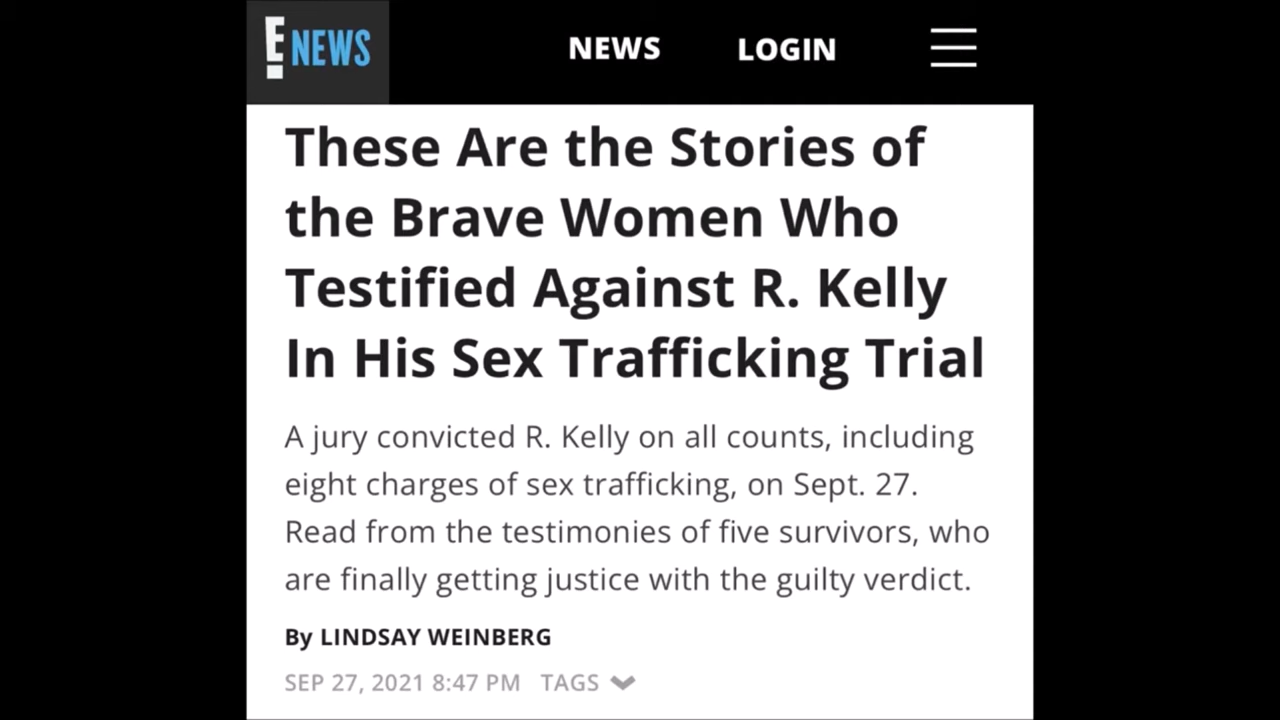 E! NEWS NEWS LOGIN
These Are the Stories of
the Brave Women Who
Testified Against R. Kelly
In His Sex Trafficking Trial
A jury convicted R. Kelly on all counts, including
eight charges of sex trafficking, on Sept. 27.
Read from the testimonies of five survivors, who
are finally getting justice with the guilty verdict.
By LINDSAY WEINBERG
SEP 27, 2021 8:47 PM TAGS